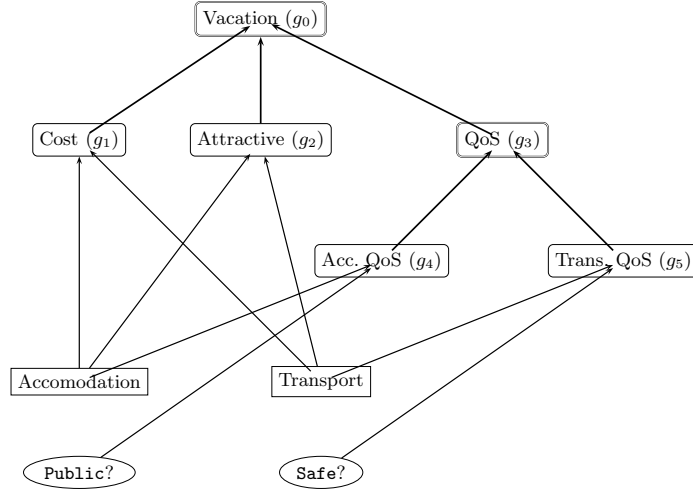 Vacation (g0)
Cost (g1)
Attractive (g2)
QoS (g3)
Acc. QoS (g4)
Trans. QoS (g5)
Accomodation
Transport
Public?
Safe?